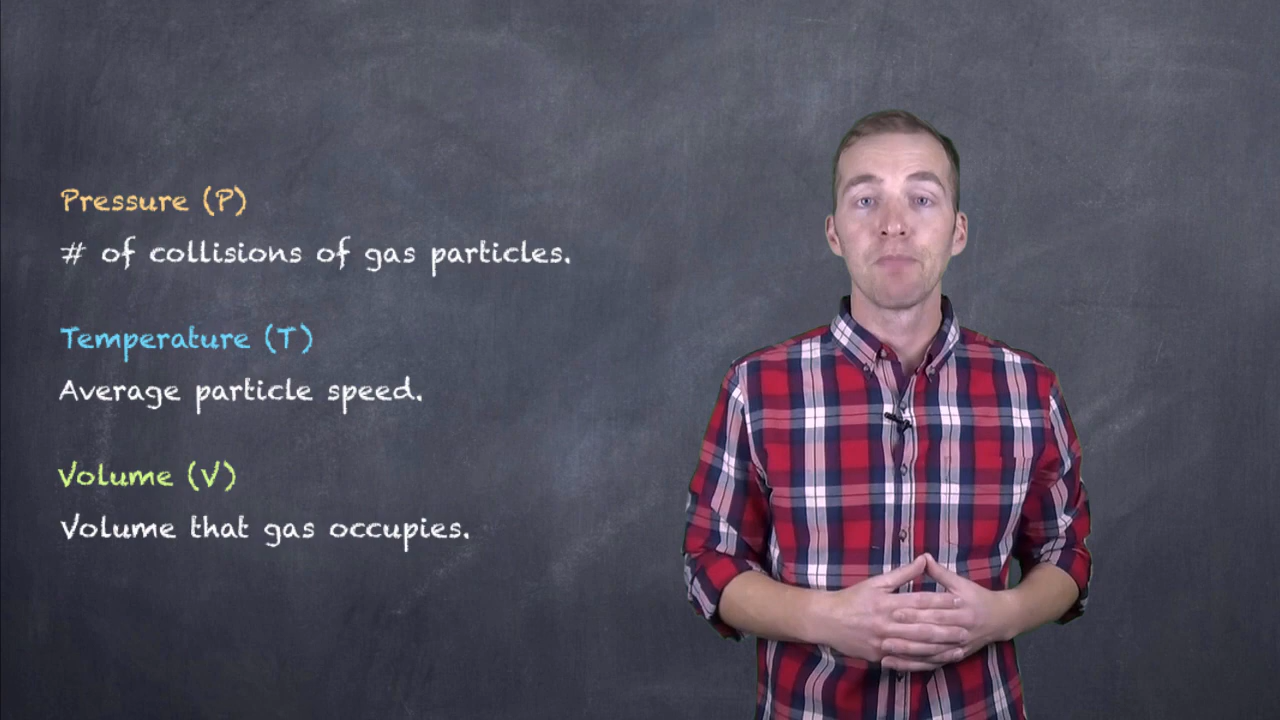 Pressure (P)
# of collisions of gas particles.
Temperature (T)
Average particle speed.
Volume (V)
Volume that gas occupies.